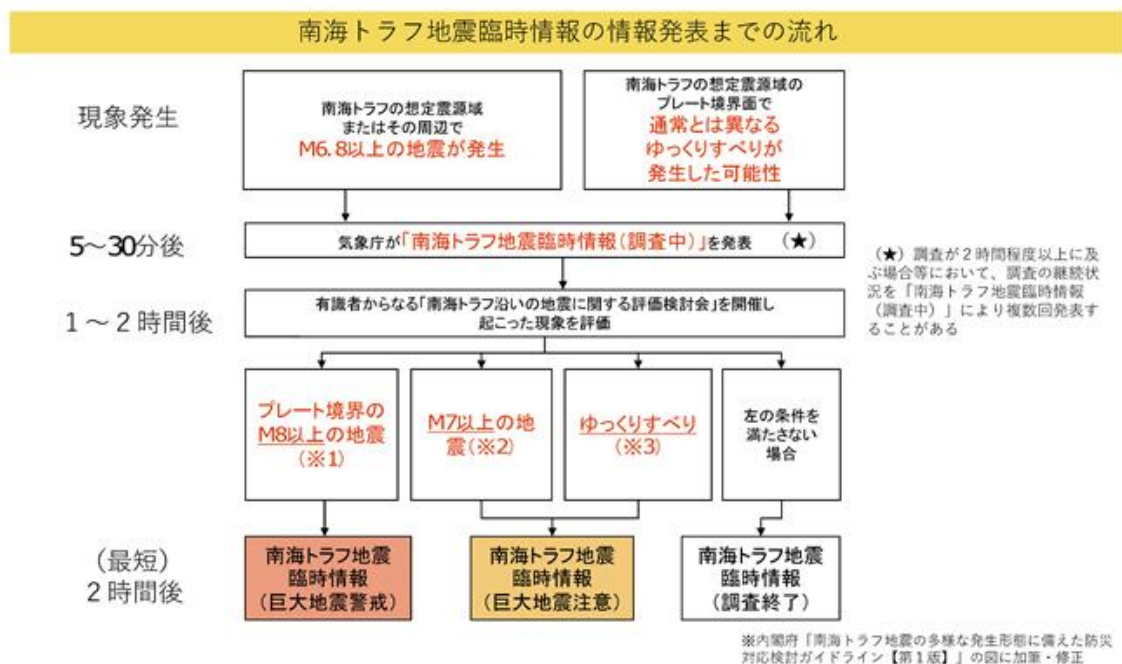 南海トラフ地震臨時情報の情報発表までの流れ
現象発生
南海トラフの想定震源域
またはその周辺で
M6.8以上の地震が発生
南海トラフの想定震源域の
プレート境界面で
通常とは異なる
ゆっくりすべりが
発生した可能性
5～30分後
気象庁が「南海トラフ地震臨時情報(調査中)」を発表　(★)
(★) 調査が２時間程度以上に及
ぶ場合等において、調査の継続状
況を「南海トラフ地震臨時情報
(調査中)」により複数回発表す
ることがある
１～２時間後
有識者からなる「南海トラフ沿いの地震に関する評価検討会」を開催し
起こった現象を評価
プレート境界の
M8以上の地震
(※1)
M7以上の地
震(※2)
ゆっくりすべり
(※3)
左の条件を
満たさない
場合
(最短)
２時間後
南海トラフ地震
臨時情報
(巨大地震警戒)
南海トラフ地震
臨時情報
(巨大地震注意)
南海トラフ地震
臨時情報
(調査終了)
※内閣府「南海トラフ地震の多様な発生形態に備えた防災
対応検討ガイドライン【第１版】」の図に加筆・修正